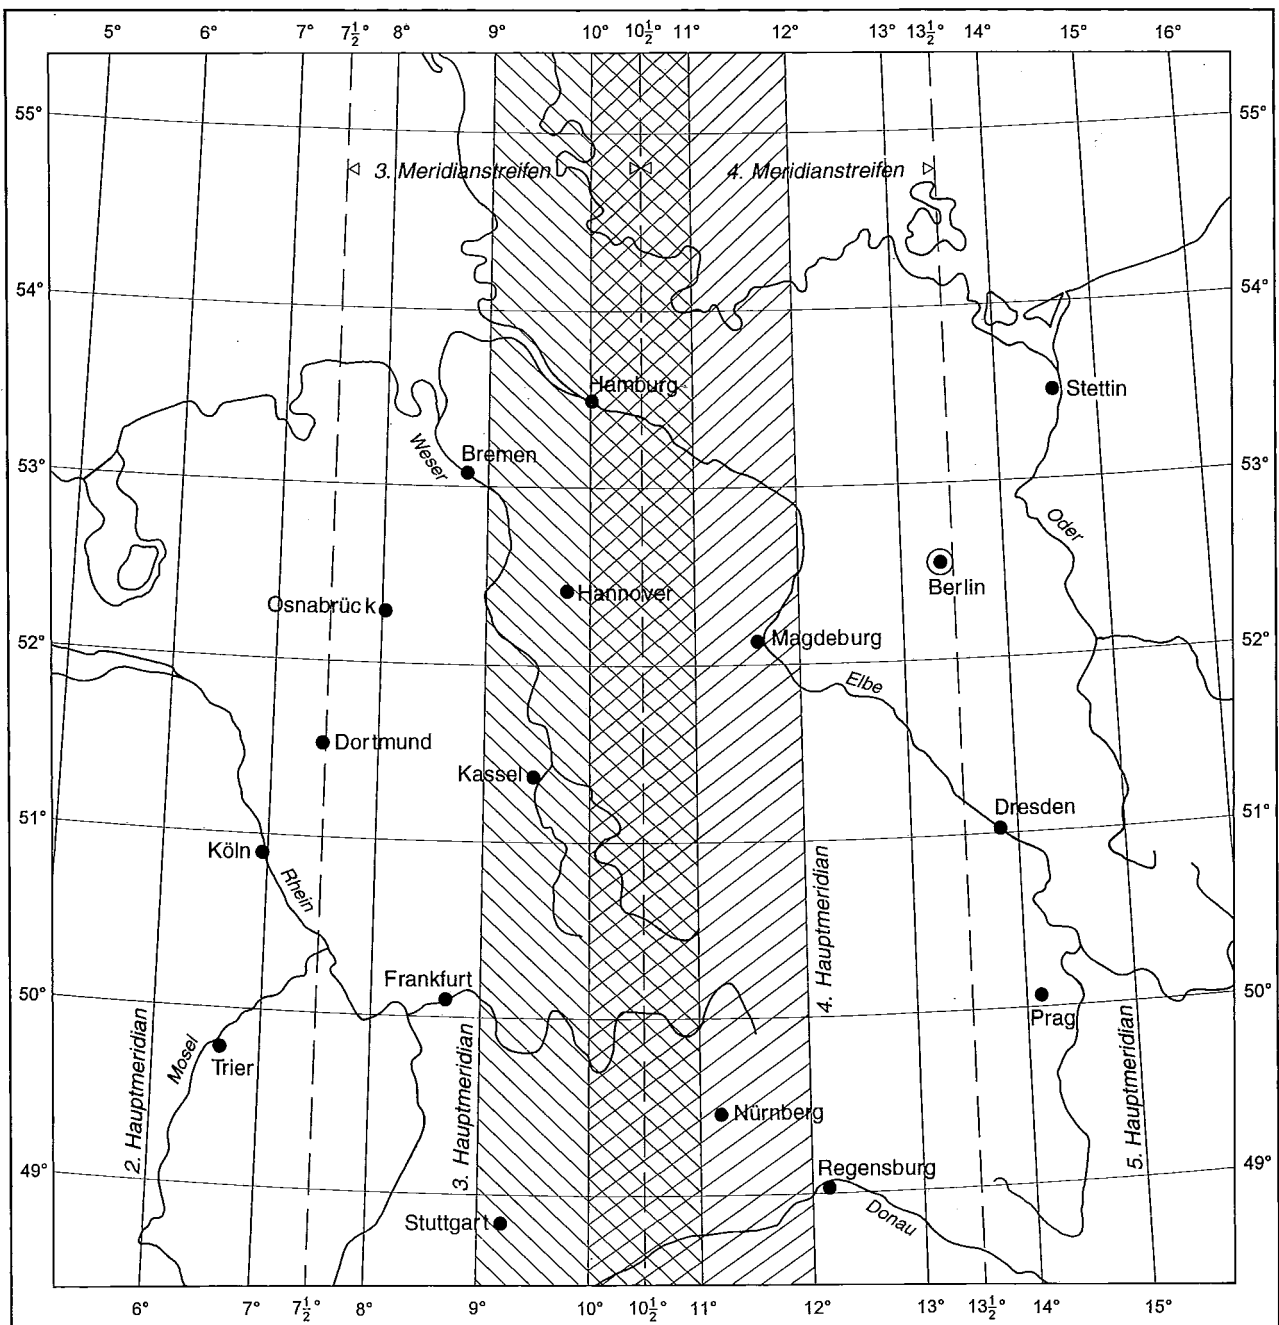 5° 6° 7° 7½° 8° 9° 10° 10½° 11° 12° 13° 13½° 14° 15° 16°
55° 55°
3. Meridianstreifen 4. Meridianstreifen
54° 54°
Hamburg
Stettin
53° 53°
Weser
Bremen
Oder
Osnabrück
Hannover
Berlin
52° 52°
Magdeburg
Elbe
Dortmund
Kassel
Dresden
51° 51°
Köln
Rhein
Frankfurt
50° 50°
Prag
2. Hauptmeridian
3. Hauptmeridian
4. Hauptmeridian
5. Hauptmeridian
Mosel
Trier
Nürnberg
49° 49°
Regensburg
Stuttgart
Donau
6° 7° 7½° 8° 9° 10° 10½° 11° 12° 13° 13½° 14° 15°